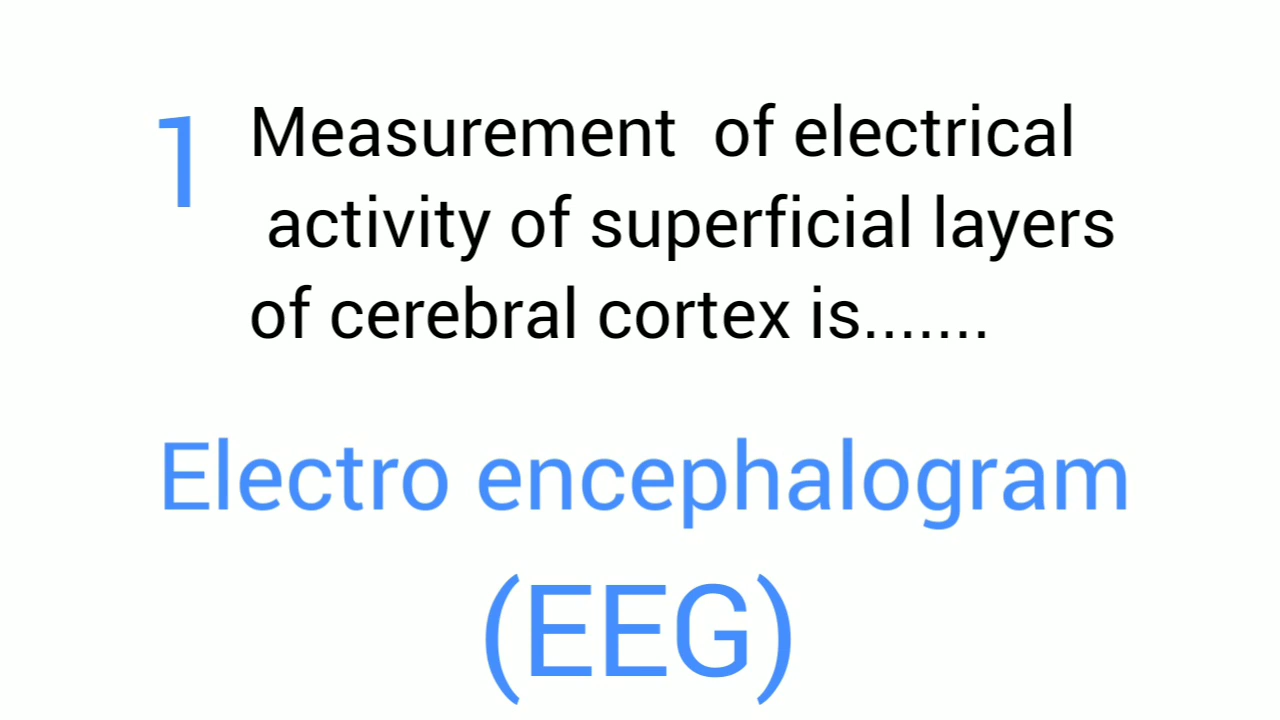 1 Measurement of electrical
activity of superficial layers
of cerebral cortex is.......
Electro encephalogram
(EEG)